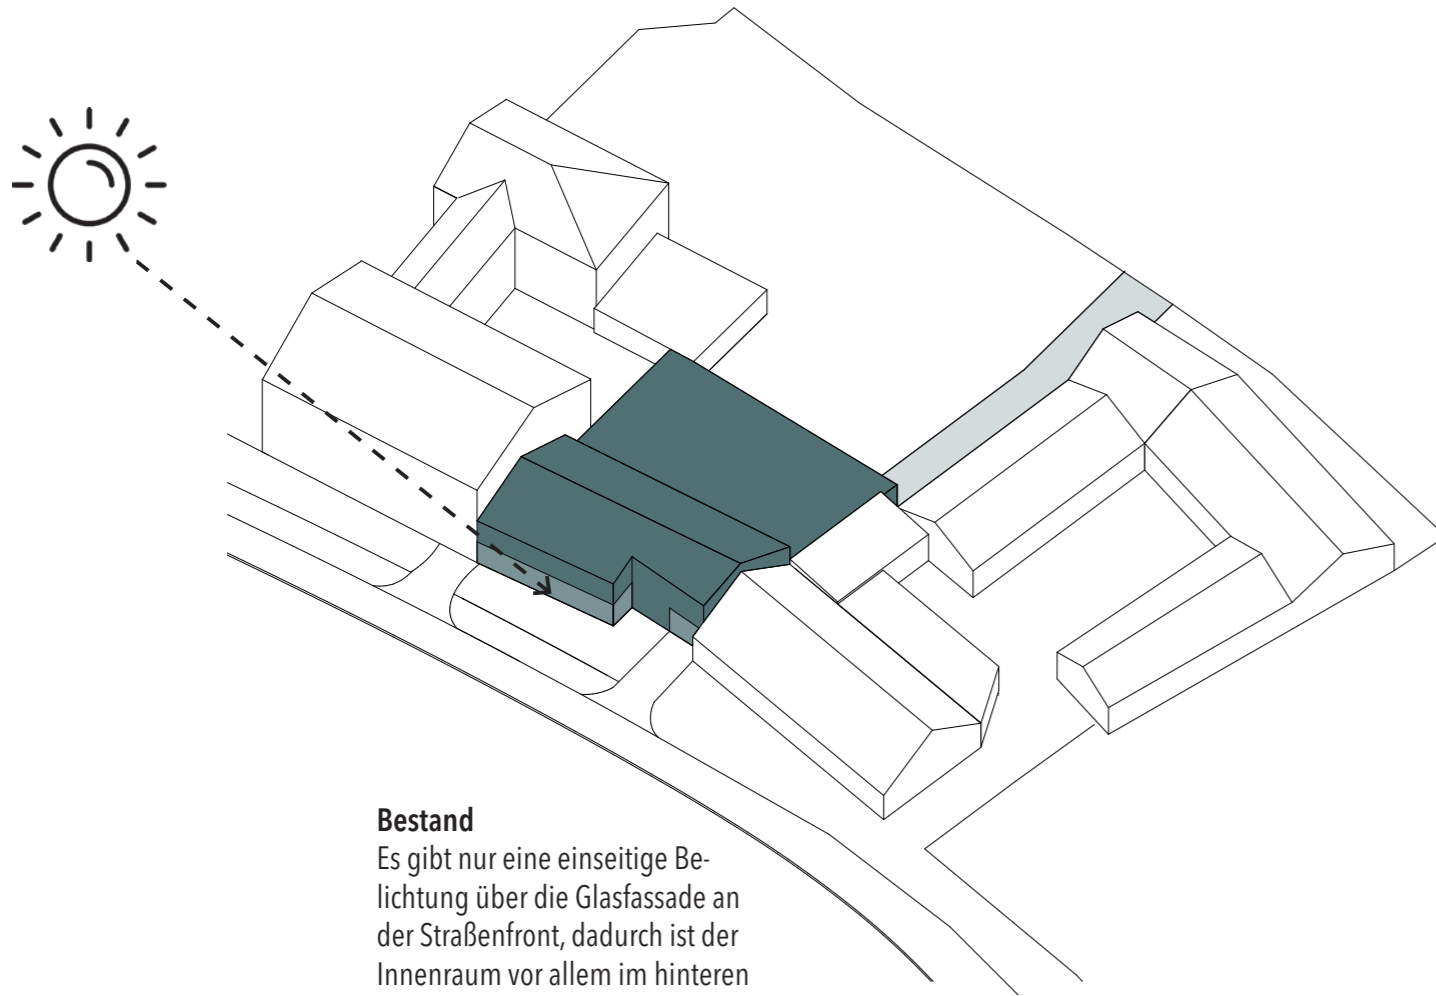 Bestand
Es gibt nur eine einseitige Be-
lichtung über die Glasfassade an
der Straßenfront, dadurch ist der
Innenraum vor allem im hinteren